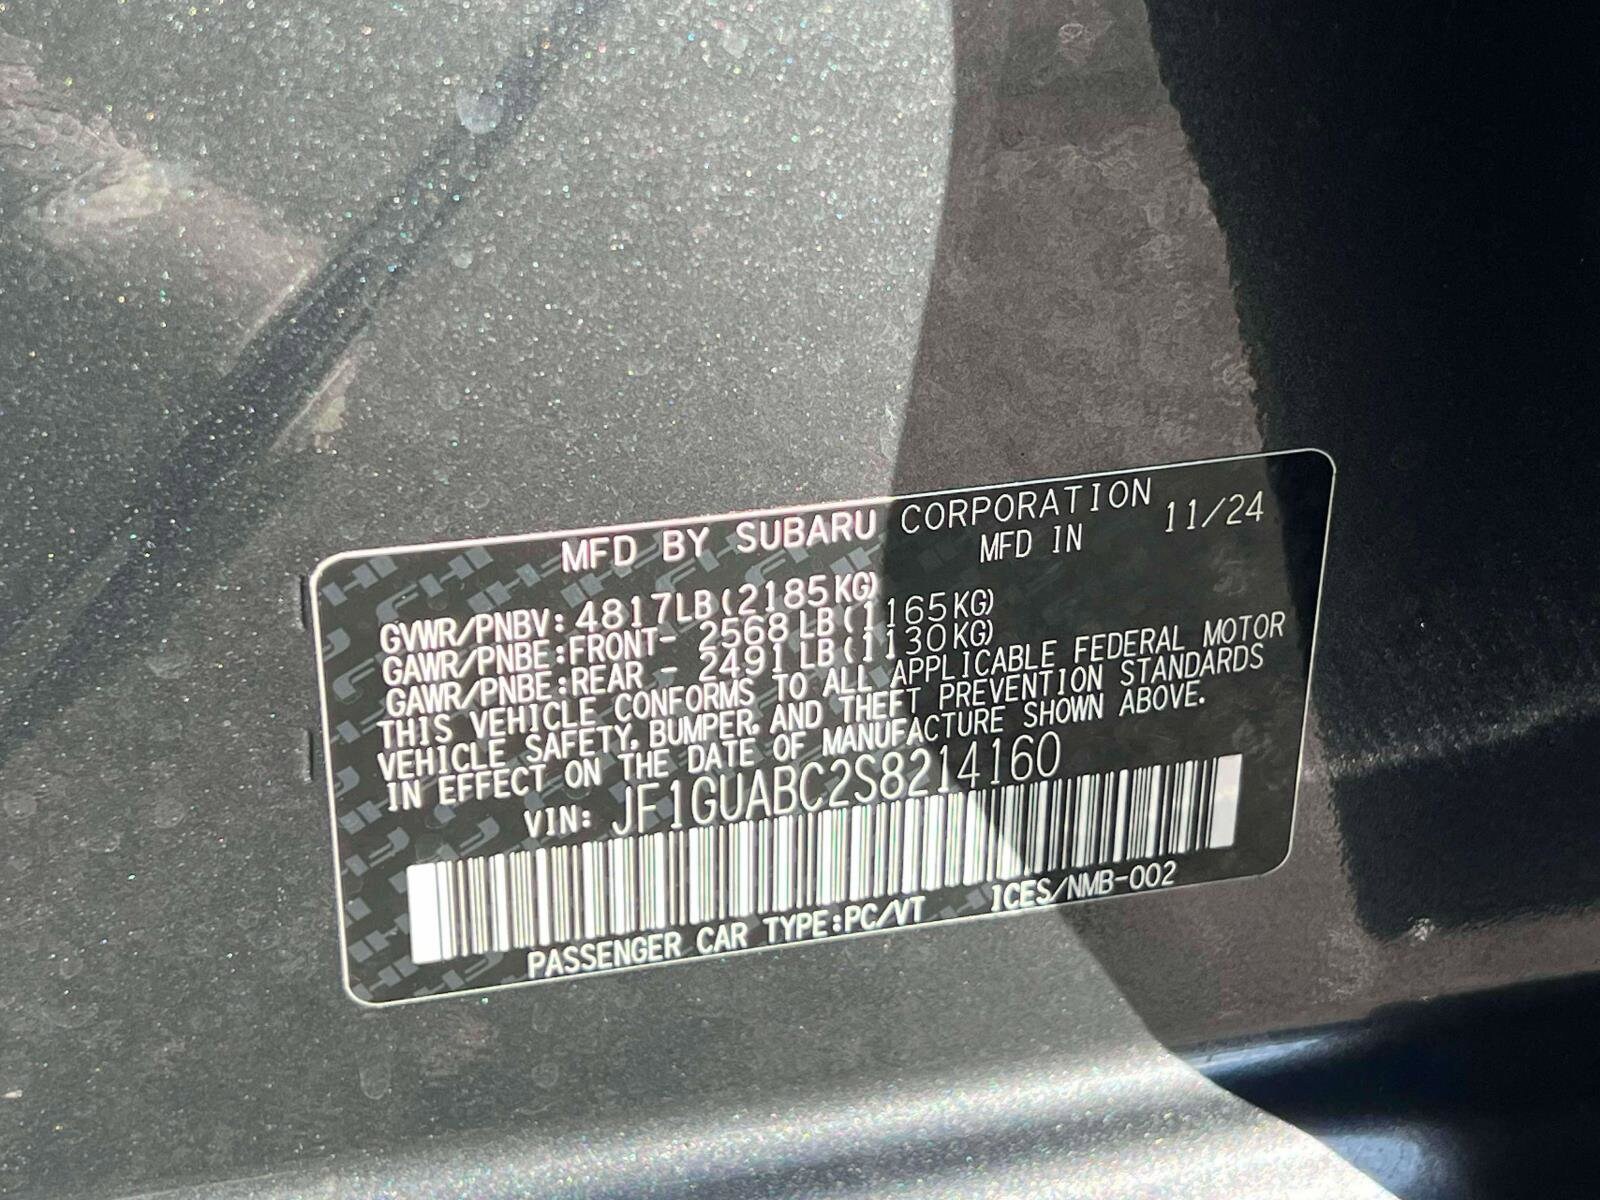 MFD BY SUBARU CORPORATION
MFD IN 11/24
GVWR/PNBV: 4817LB(2185KG)
GAWR/PNBE:FRONT- 2568LB(1165KG)
GAWR/PNBE:REAR - 2491LB(1130KG)
THIS VEHICLE CONFORMS TO ALL APPLICABLE FEDERAL MOTOR
VEHICLE SAFETY, BUMPER, AND THEFT PREVENTION STANDARDS
IN EFFECT ON THE DATE OF MANUFACTURE SHOWN ABOVE.
VIN: JF1GUABC2S8214160
PASSENGER CAR TYPE:PC/VT ICES/NMB-002